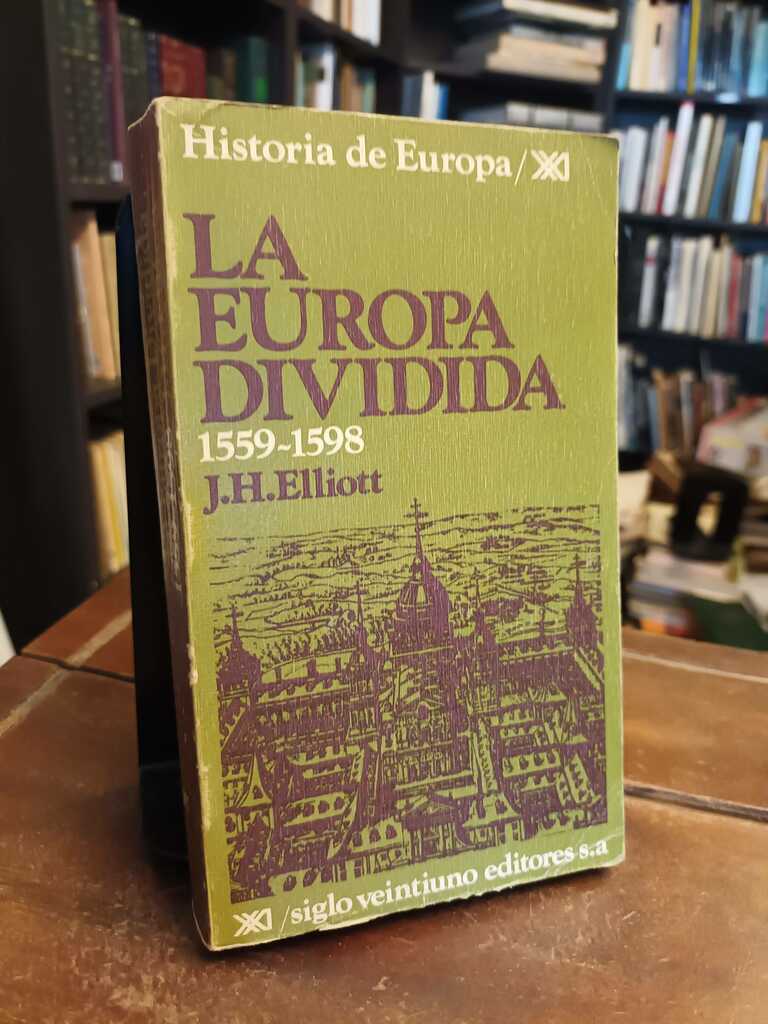 Historia de Europa/XXI
LA
EUROPA
DIVIDIDA
1559-1598
J.H.Elliott
XXI/siglo veintiuno editores s.a